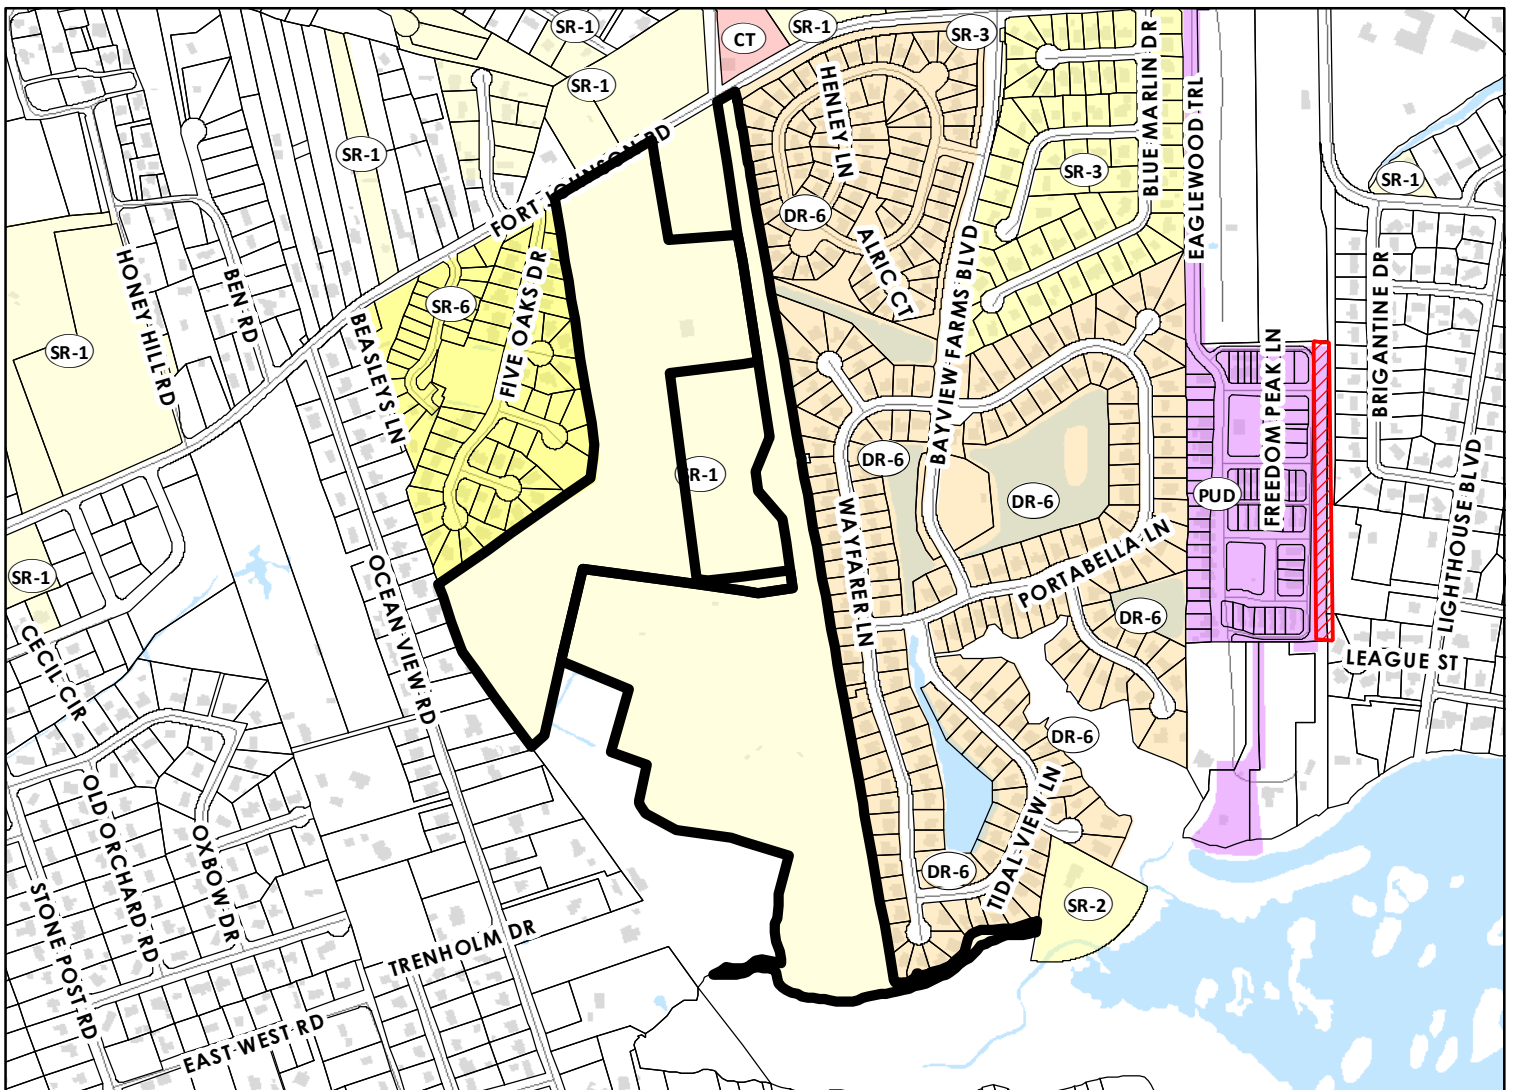 SR-1
CT
SR-1
SR-3
SR-1
SR-1
FORT JOHNSON RD
HENLEY LN
DR-6
ALRIC CT
BAYVIEW FARMS BLVD
SR-3
BLUE MARLIN DR
EAGLEWOOD TRL
SR-1
HONEY HILL RD
BEN RD
SR-1
BEASLEYS LN
SR-6
FIVE OAKS DR
FREEDOM PEAK LN
BRIGANTINE DR
LIGHTHOUSE BLVD
SR-1
DR-6
DR-6
PUD
WAYFARER LN
PORTABELLA LN
DR-6
SR-1
CECIL CIR
OCEAN VIEW RD
LEAGUE ST
DR-6
TIDAL VIEW LN
DR-6
SR-2
OLD ORCHARD RD
OXBOW DR
STONE POST RD
TRENHOLM DR
EAST WEST RD